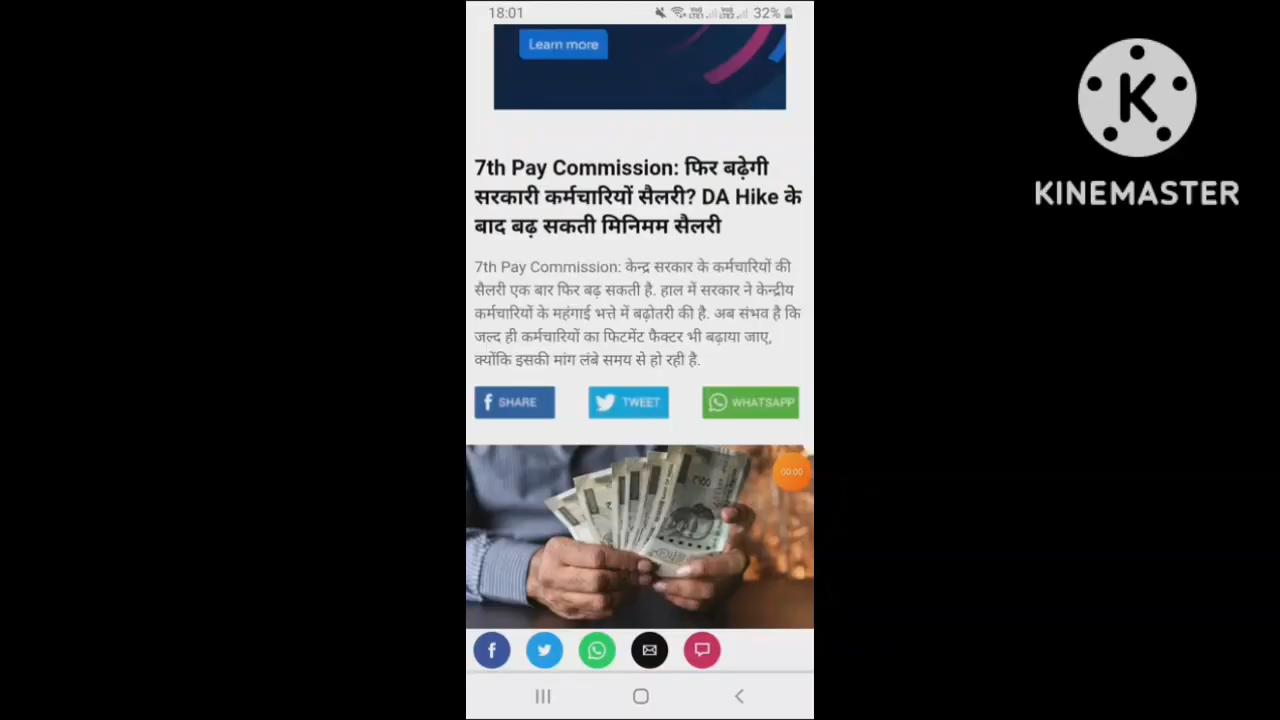 18:01
32%
Learn more
7th Pay Commission: फिर बढ़ेगी
सरकारी कर्मचारियों सैलरी? DA Hike के
बाद बढ़ सकती मिनिमम सैलरी
7th Pay Commission: केन्द्र सरकार के कर्मचारियों की
सैलरी एक बार फिर बढ़ सकती है. हाल में सरकार ने केन्द्रीय
कर्मचारियों के महंगाई भत्ते में बढ़ोतरी की है. अब संभव है कि
जल्द ही कर्मचारियों का फिटमेंट फैक्टर भी बढ़ाया जाए,
क्योंकि इसकी मांग लंबे समय से हो रही है.
SHARE
TWEET
WHATSAPP
00:00
K
KINEMASTER